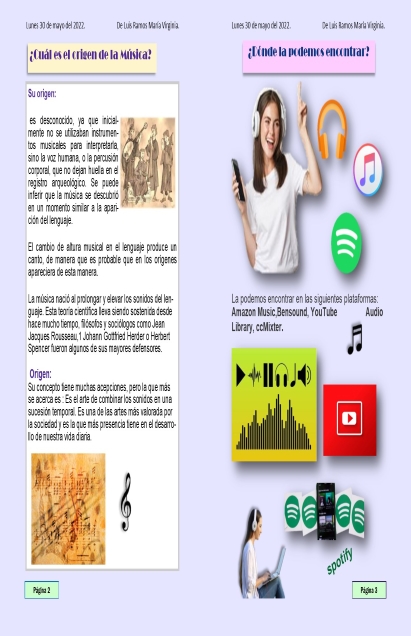 Lunes 30 de mayo del 2022. De Luis Ramos María Virginia.
¿Cuál es el origen de la Música?
Su origen:
es desconocido, ya que inicial-
mente no se utilizaban instrumen-
tos musicales para interpretarla,
sino la voz humana, o la percusión
corporal, que no dejan huella en el
registro arqueológico. Se puede
inferir que la música se descubrió
en un momento similar a la apari-
ción del lenguaje.
El cambio de altura musical en el lenguaje produce un
canto, de manera que es probable que en los orígenes
apareciera de esta manera.
La música nació al prolongar y elevar los sonidos del len-
guaje. Esta teoría científica lleva siendo sostenida desde
hace mucho tiempo, filósofos y sociólogos como Jean
Jacques Rousseau,1 Johann Gottfried Herder o Herbert
Spencer fueron algunos de sus mayores defensores.
Origen:
Su concepto tiene muchas acepciones, pero la que más
se acerca es : Es el arte de combinar los sonidos en una
sucesión temporal. Es una de las artes más valorada por
la sociedad y es la que más presencia tiene en el desarro-
llo de nuestra vida diaria.
Página 2
Lunes 30 de mayo del 2022. De Luis Ramos María Virginia.
¿Dónde la podemos encontrar?
La podemos encontrar en las siguientes plataformas:
Amazon Music,Bensound, YouTube Audio
Library, ccMixter.
spotify
Página 3